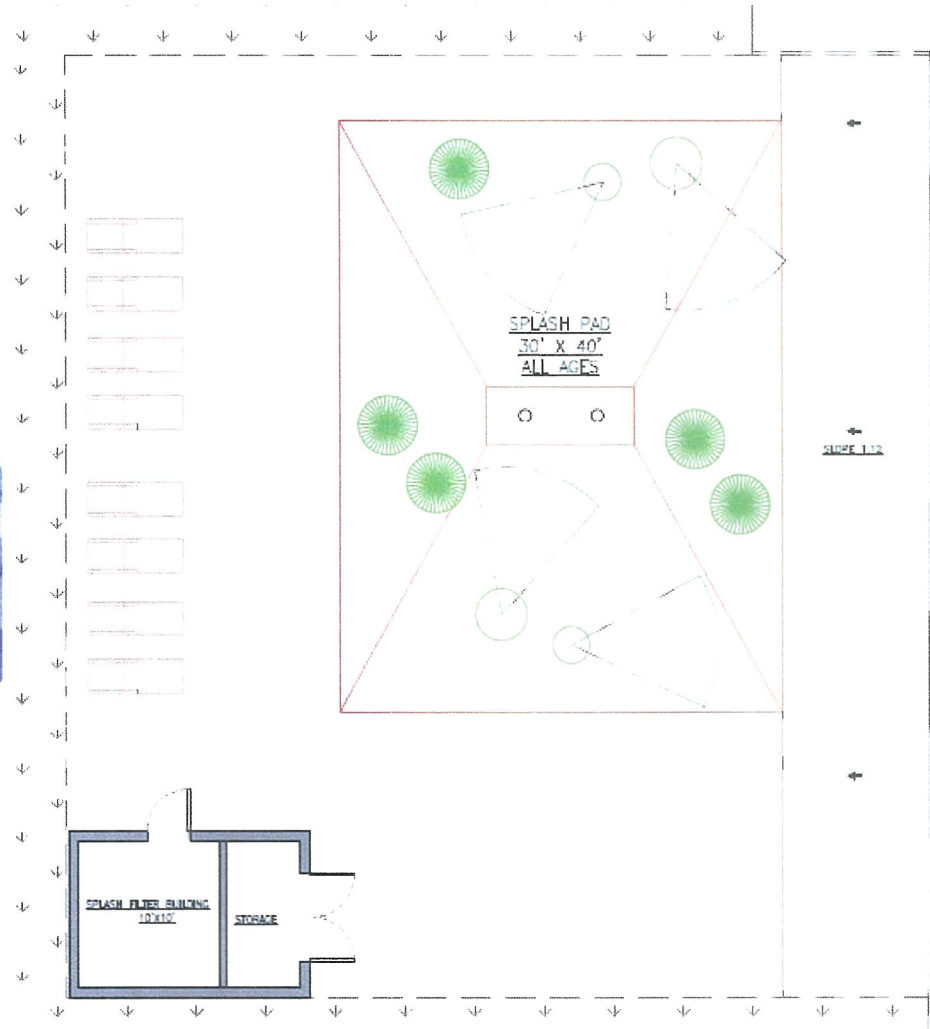 SPLASH PAD
30' X 40'
ALL AGES
SLOPE 1:12
SPLASH FILTER BUILDING
10'X10'
STORAGE